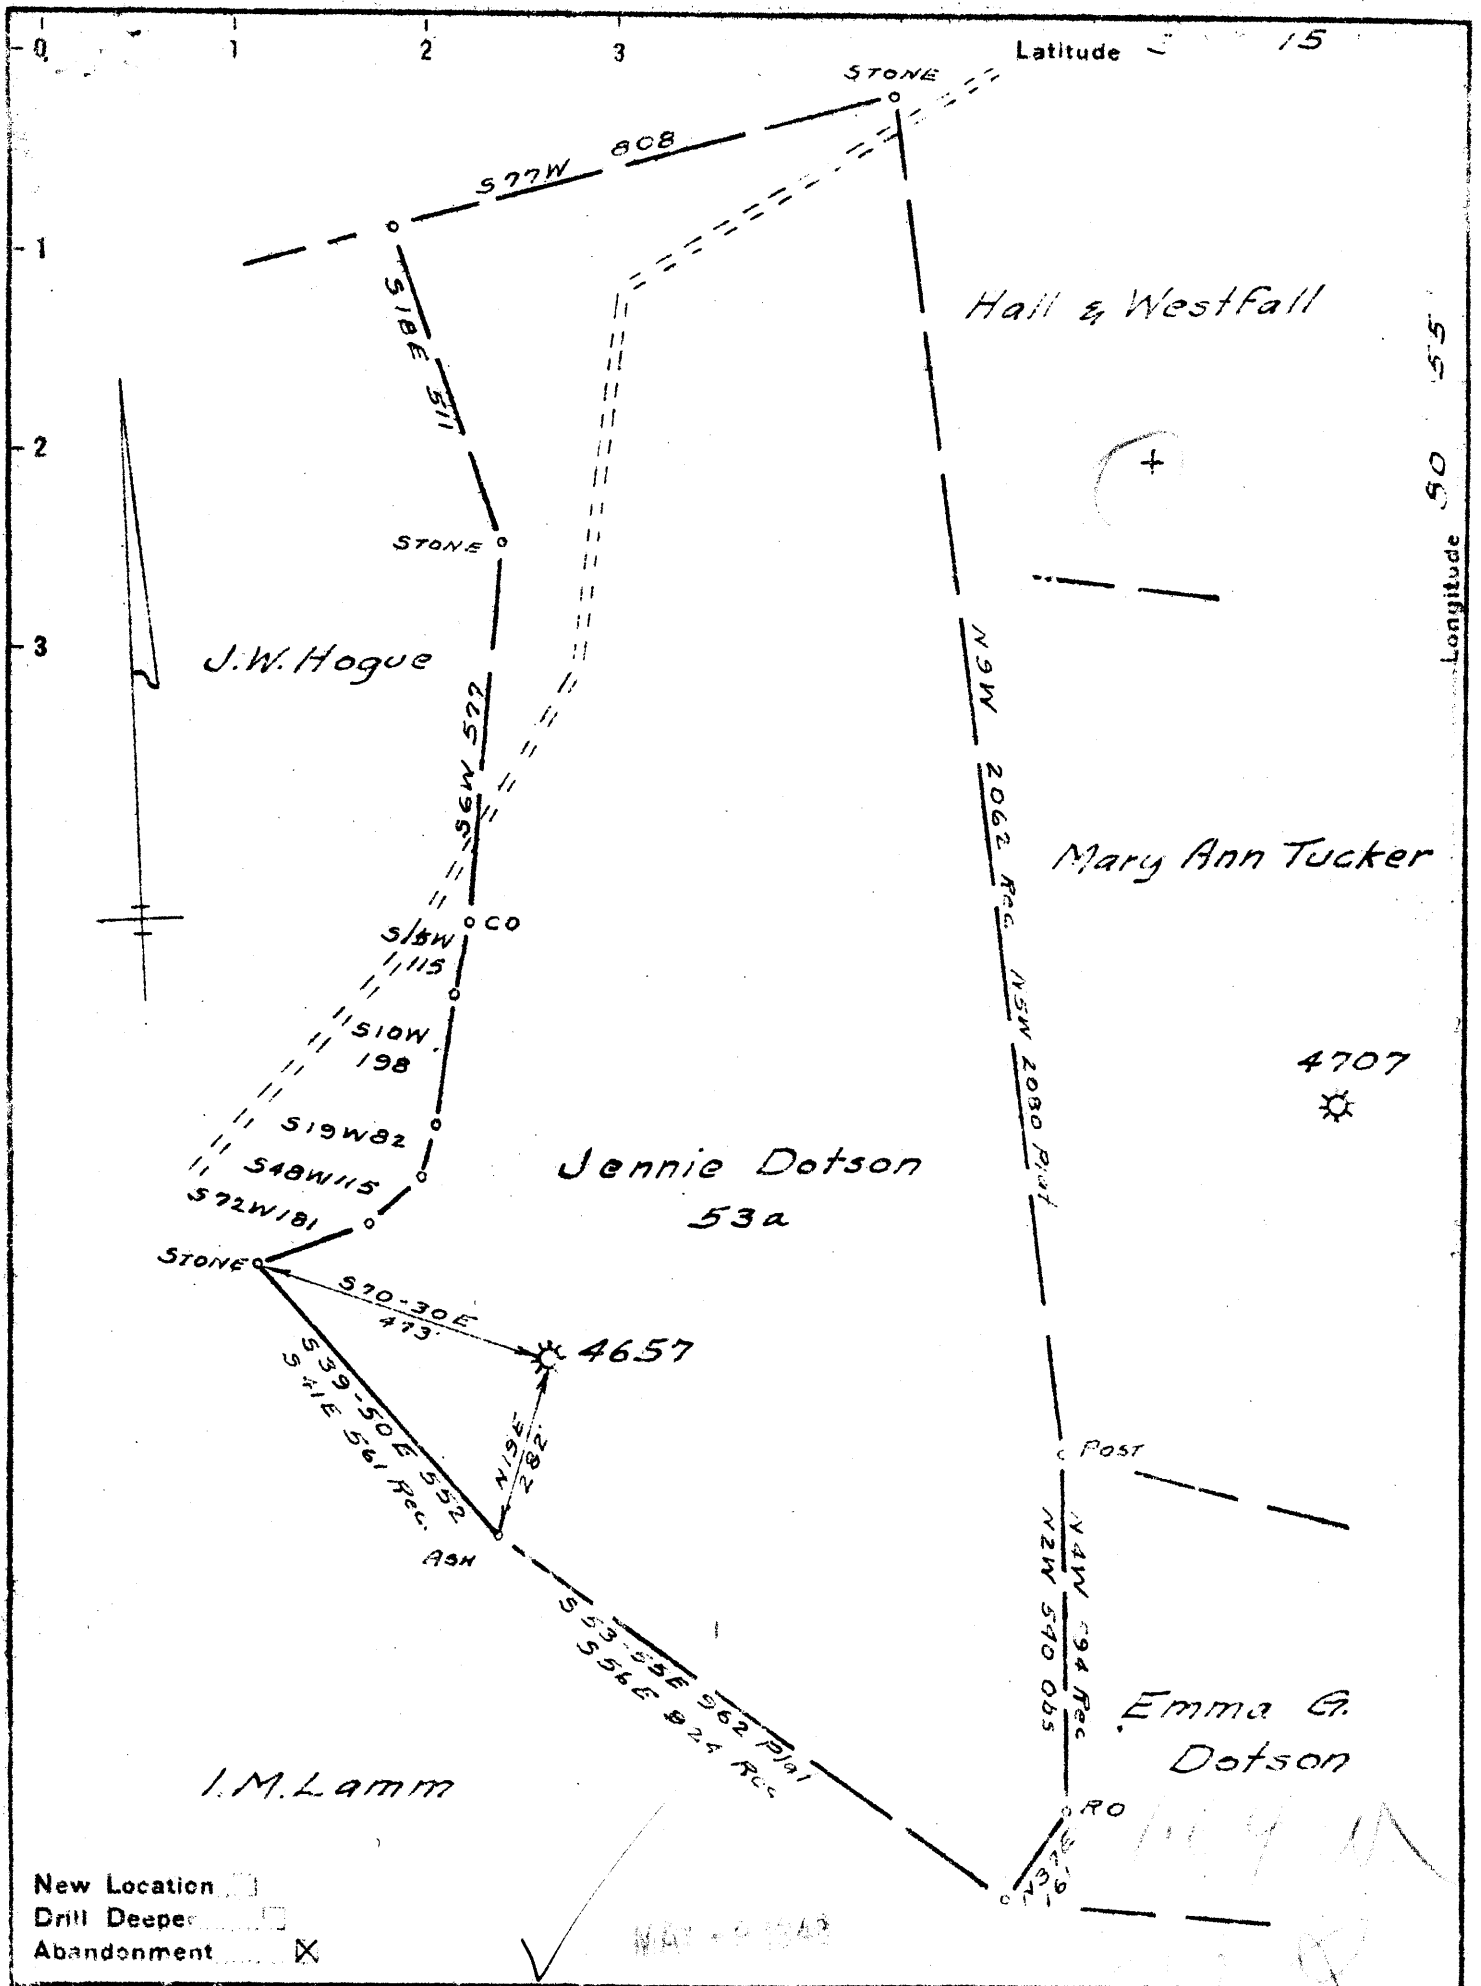 0 1 2 3 Latitude 15
STONE
S77W 808
1
Hall & Westfall
S18E 511
Longitude 80 55
2
+
STONE
3
J.W. Hogue
S6W 577
N9W 2062 Rec. N5W 2080 Plat
Mary Ann Tucker
CO
S15W
115
S10W
198
4707
S19W82
S48W115
S72W181
Jennie Dotson
53a
STONE
S70-30E
473'
4657
S39-50E 552
S41E 561 Rec.
N19E
282'
POST
ASH
N4W 594 Rec
N2W 540 Obs
S53-55E 962 Plat
S56E 824 Rec
Emma G.
Dotson
I.M. Lamm
RO
New Location
Drill Deeper
Abandonment X